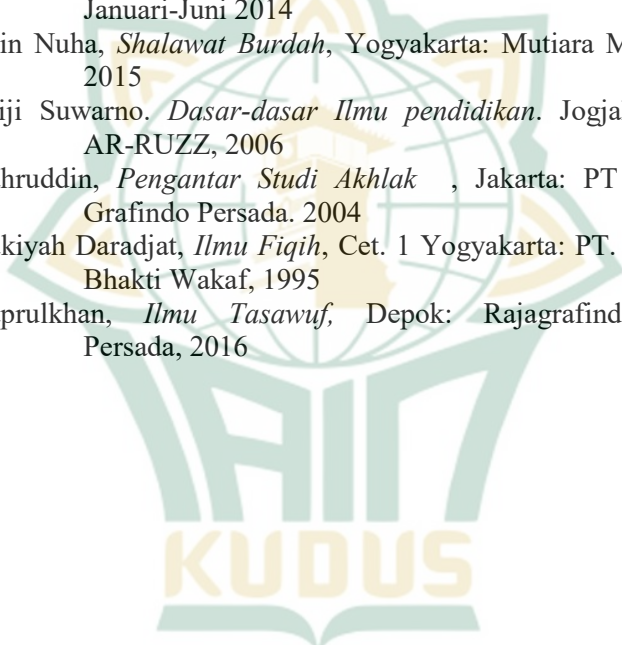 Januari-Juni 2014
in Nuha, Shalawat Burdah, Yogyakarta: Mutiara M
2015
iji Suwarno. Dasar-dasar Ilmu pendidikan. Jogja
AR-RUZZ, 2006
hruddin, Pengantar Studi Akhlak , Jakarta: PT
Grafindo Persada. 2004
kiyah Daradjat, Ilmu Fiqih, Cet. 1 Yogyakarta: PT.
Bhakti Wakaf, 1995
prulkhan, Ilmu Tasawuf, Depok: Rajagrafind
Persada, 2016
IAIN
KUDUS